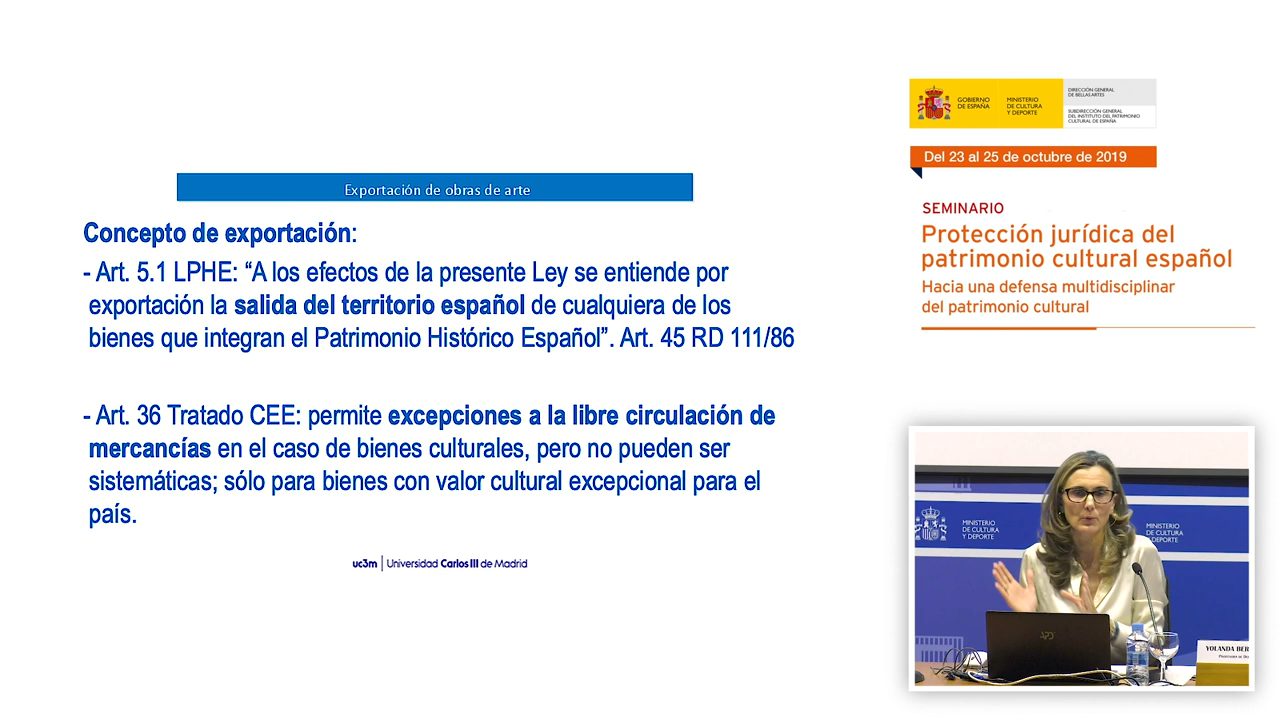 Exportación de obras de arte
Concepto de exportación:
- Art. 5.1 LPHE: “A los efectos de la presente Ley se entiende por
exportación la salida del territorio español de cualquiera de los
bienes que integran el Patrimonio Histórico Español”. Art. 45 RD 111/86
- Art. 36 Tratado CEE: permite excepciones a la libre circulación de
mercancías en el caso de bienes culturales, pero no pueden ser
sistemáticas; sólo para bienes con valor cultural excepcional para el
país.
uc3m | Universidad Carlos III de Madrid
GOBIERNO
DE ESPAÑA
MINISTERIO
DE CULTURA
Y DEPORTE
DIRECCIÓN GENERAL
DE BELLAS ARTES
SUBDIRECCIÓN GENERAL
DEL INSTITUTO DEL PATRIMONIO
CULTURAL DE ESPAÑA
Del 23 al 25 de octubre de 2019
SEMINARIO
Protección jurídica del
patrimonio cultural español
Hacia una defensa multidisciplinar
del patrimonio cultural
MINISTERIO
DE CULTURA
Y DEPORTE
MINISTERIO
DE CULTURA
Y DEPORTE
YOLANDA BER